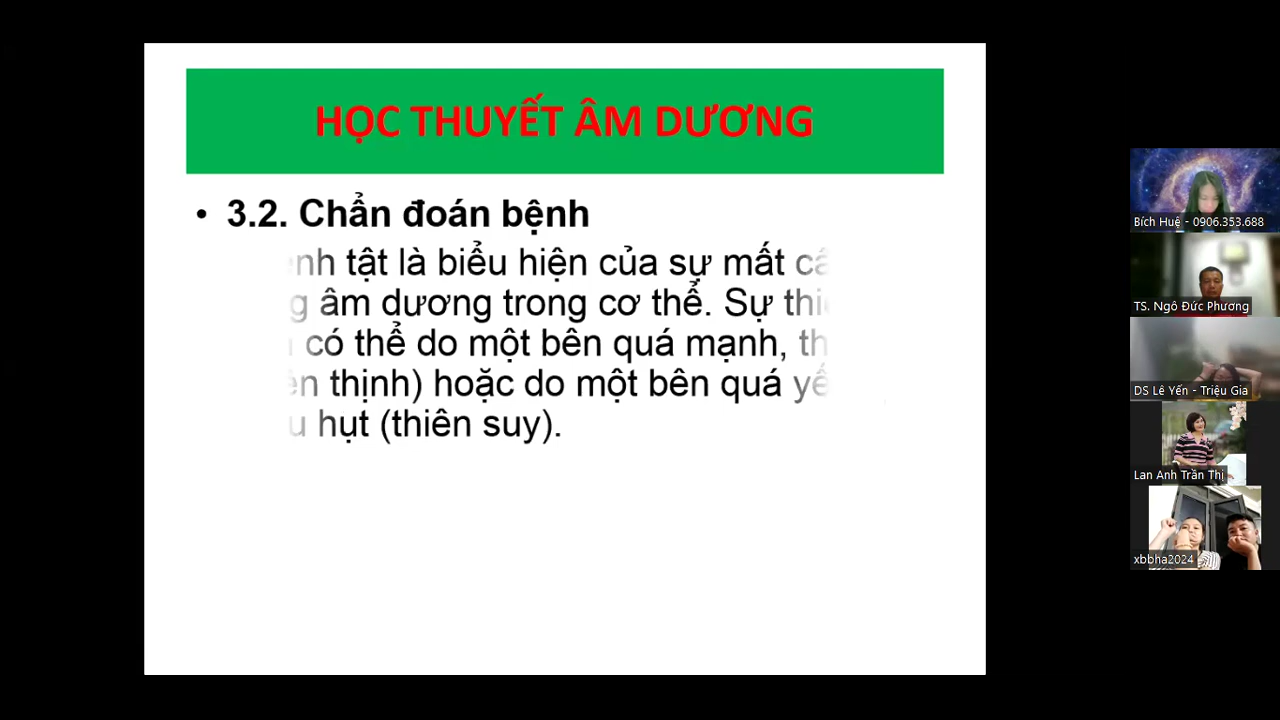 HỌC THUYẾT ÂM DƯƠNG
• 3.2. Chẩn đoán bệnh
tật là biểu hiện của sự mất
âm dương trong cơ thể. Sự
có thể do một bên quá mạnh,
thịnh) hoặc do một bên quá
hụt (thiên suy).
Bích Huệ - 0906.353.688
TS. Ngô Đức Phương
DS Lê Yến - Triệu Gia
Lan Anh Trần Thị
xbbha2024